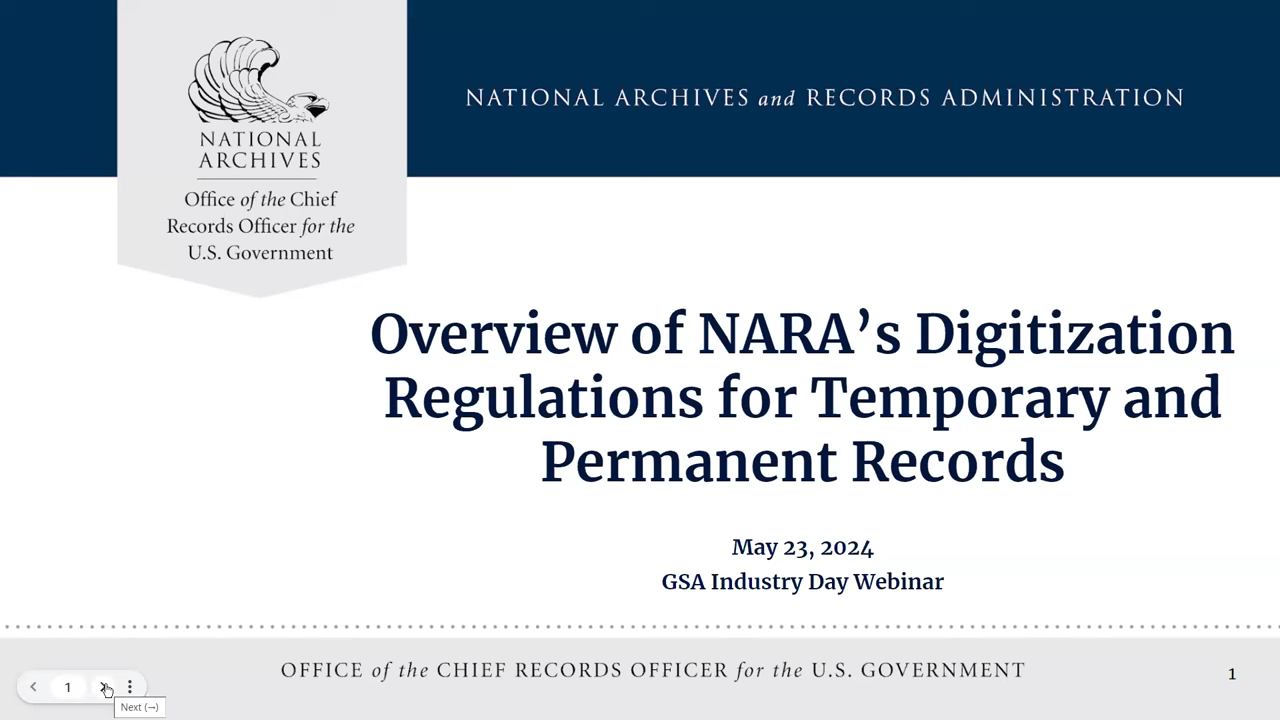 NATIONAL ARCHIVES and RECORDS ADMINISTRATION
NATIONAL
ARCHIVES
Office of the Chief
Records Officer for the
U.S. Government
Overview of NARA’s Digitization
Regulations for Temporary and
Permanent Records
May 23, 2024
GSA Industry Day Webinar
OFFICE of the CHIEF RECORDS OFFICER for the U.S. GOVERNMENT
1
1
Next (→)